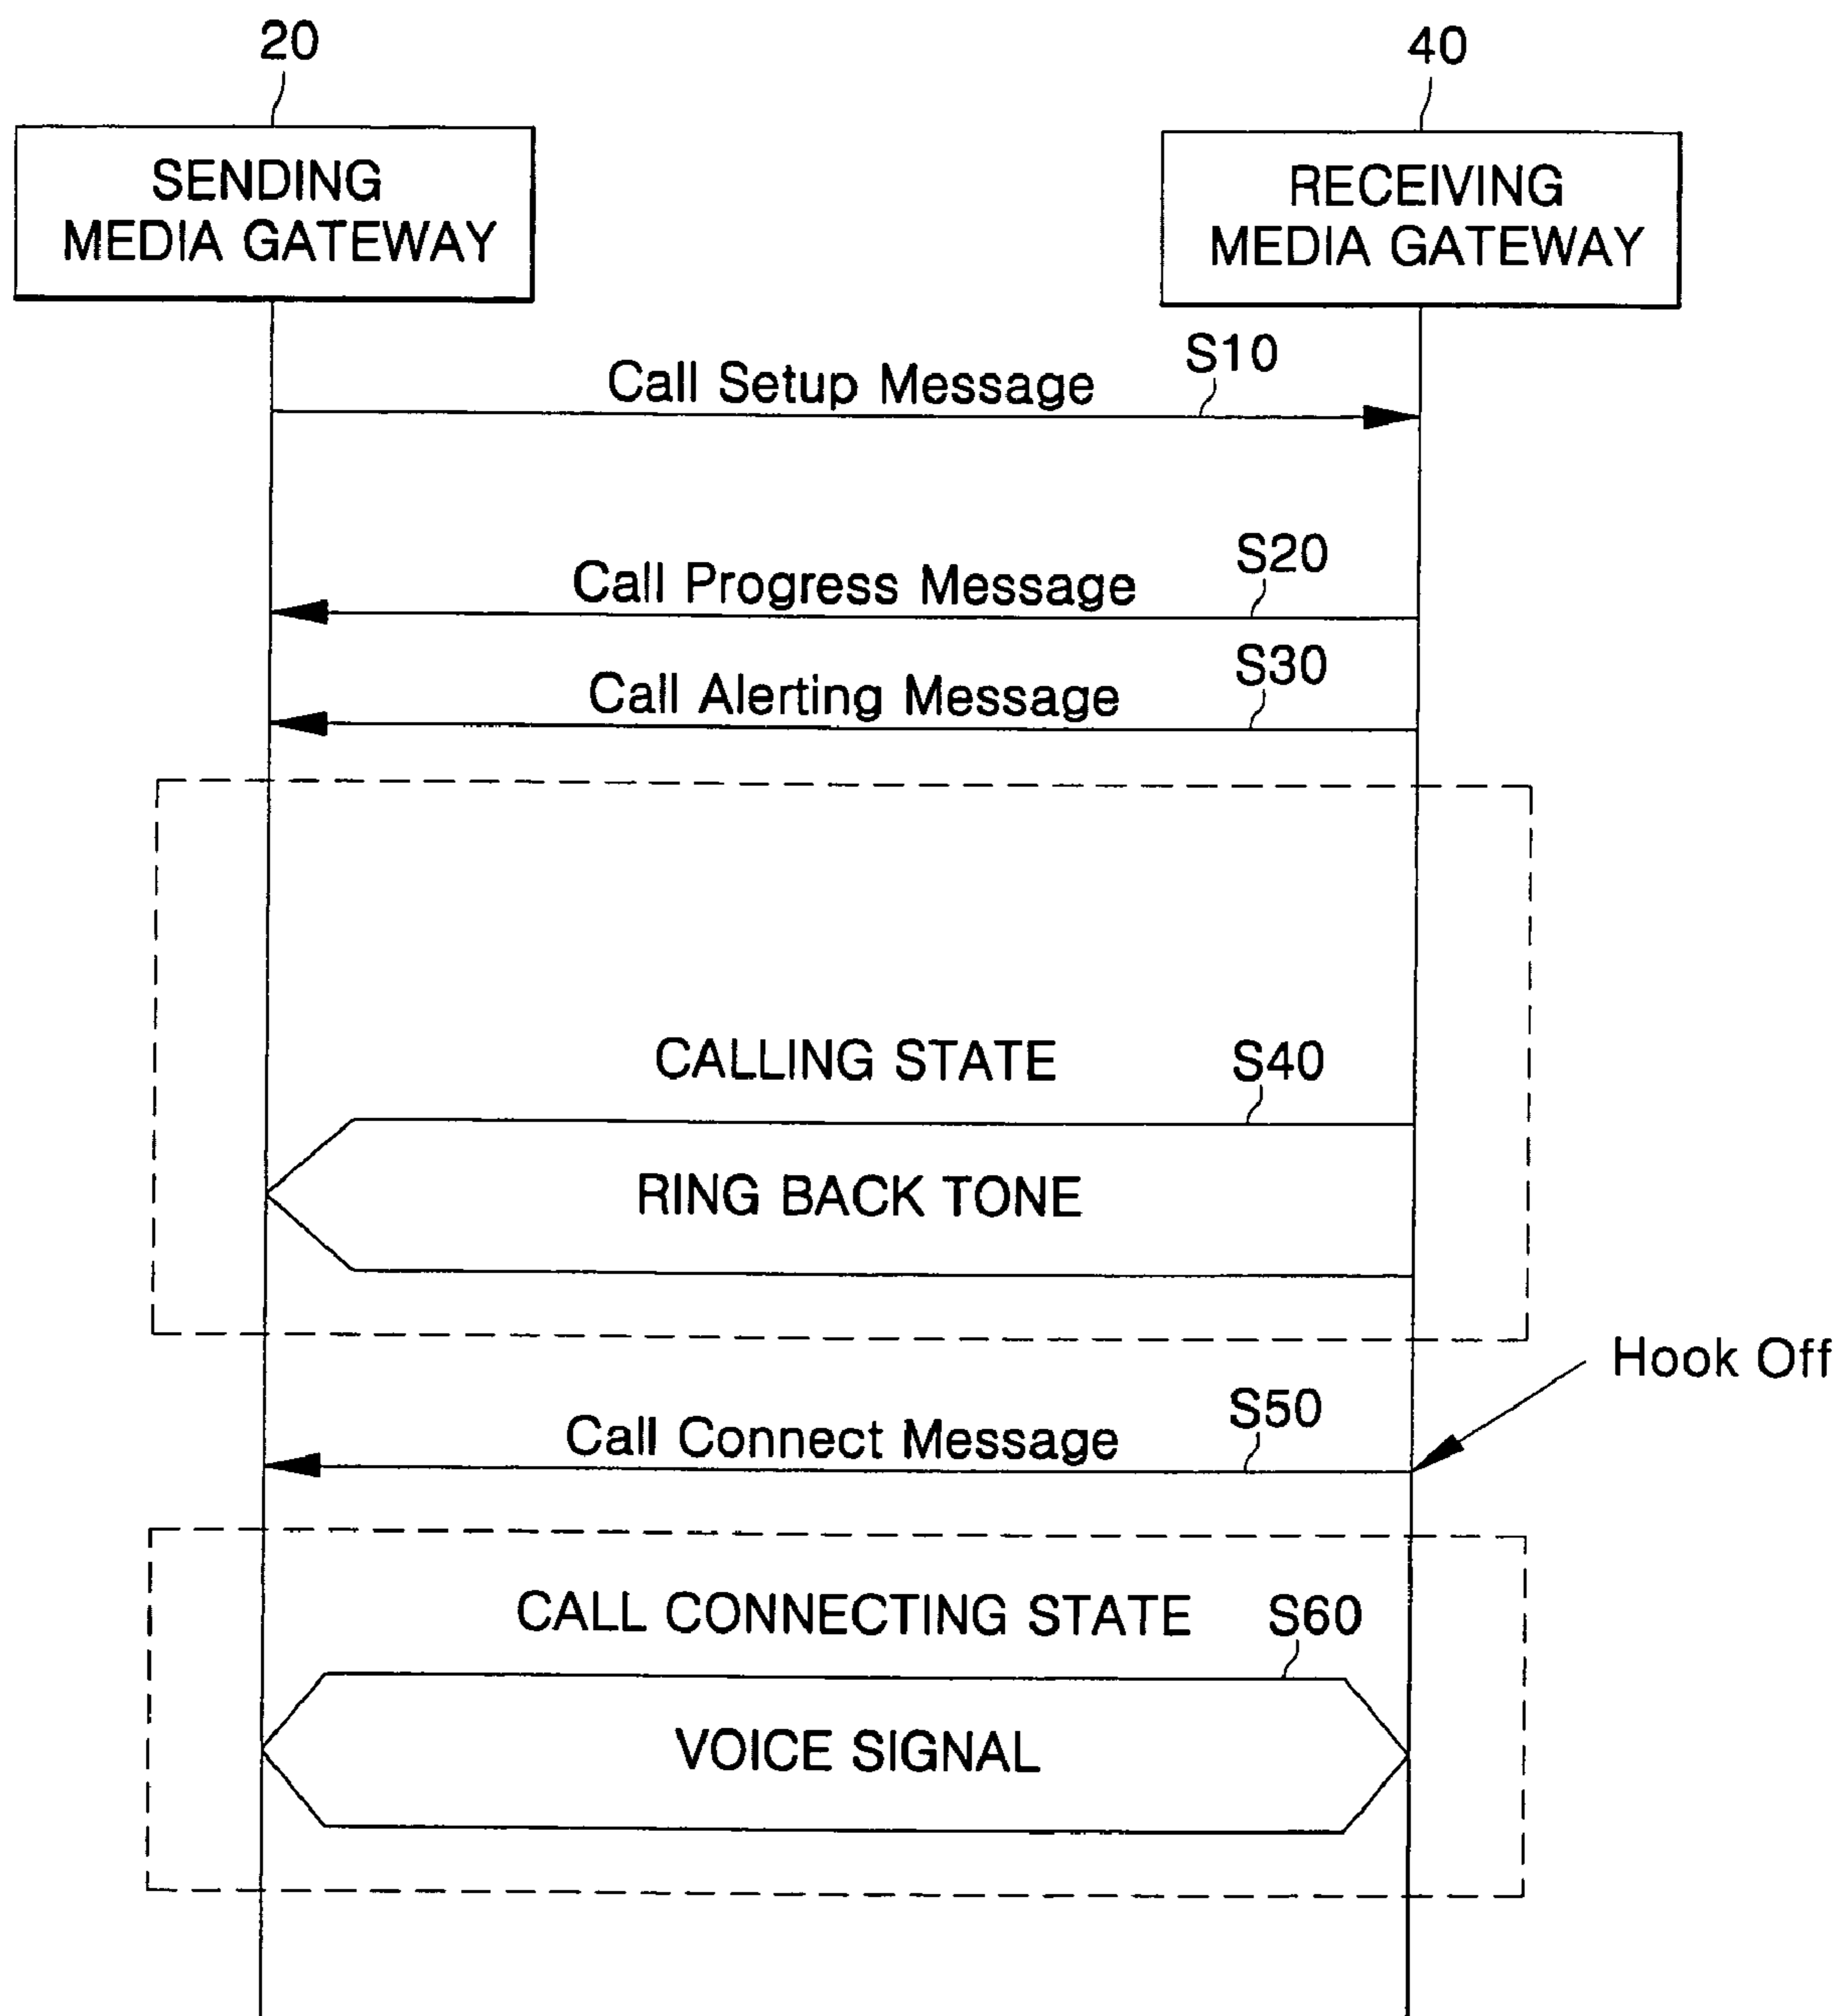 20
40
SENDING
MEDIA GATEWAY
RECEIVING
MEDIA GATEWAY
S10
Call Setup Message
S20
Call Progress Message
S30
Call Alerting Message
CALLING STATE
S40
RING BACK TONE
Hook Off
S50
Call Connect Message
CALL CONNECTING STATE
S60
VOICE SIGNAL